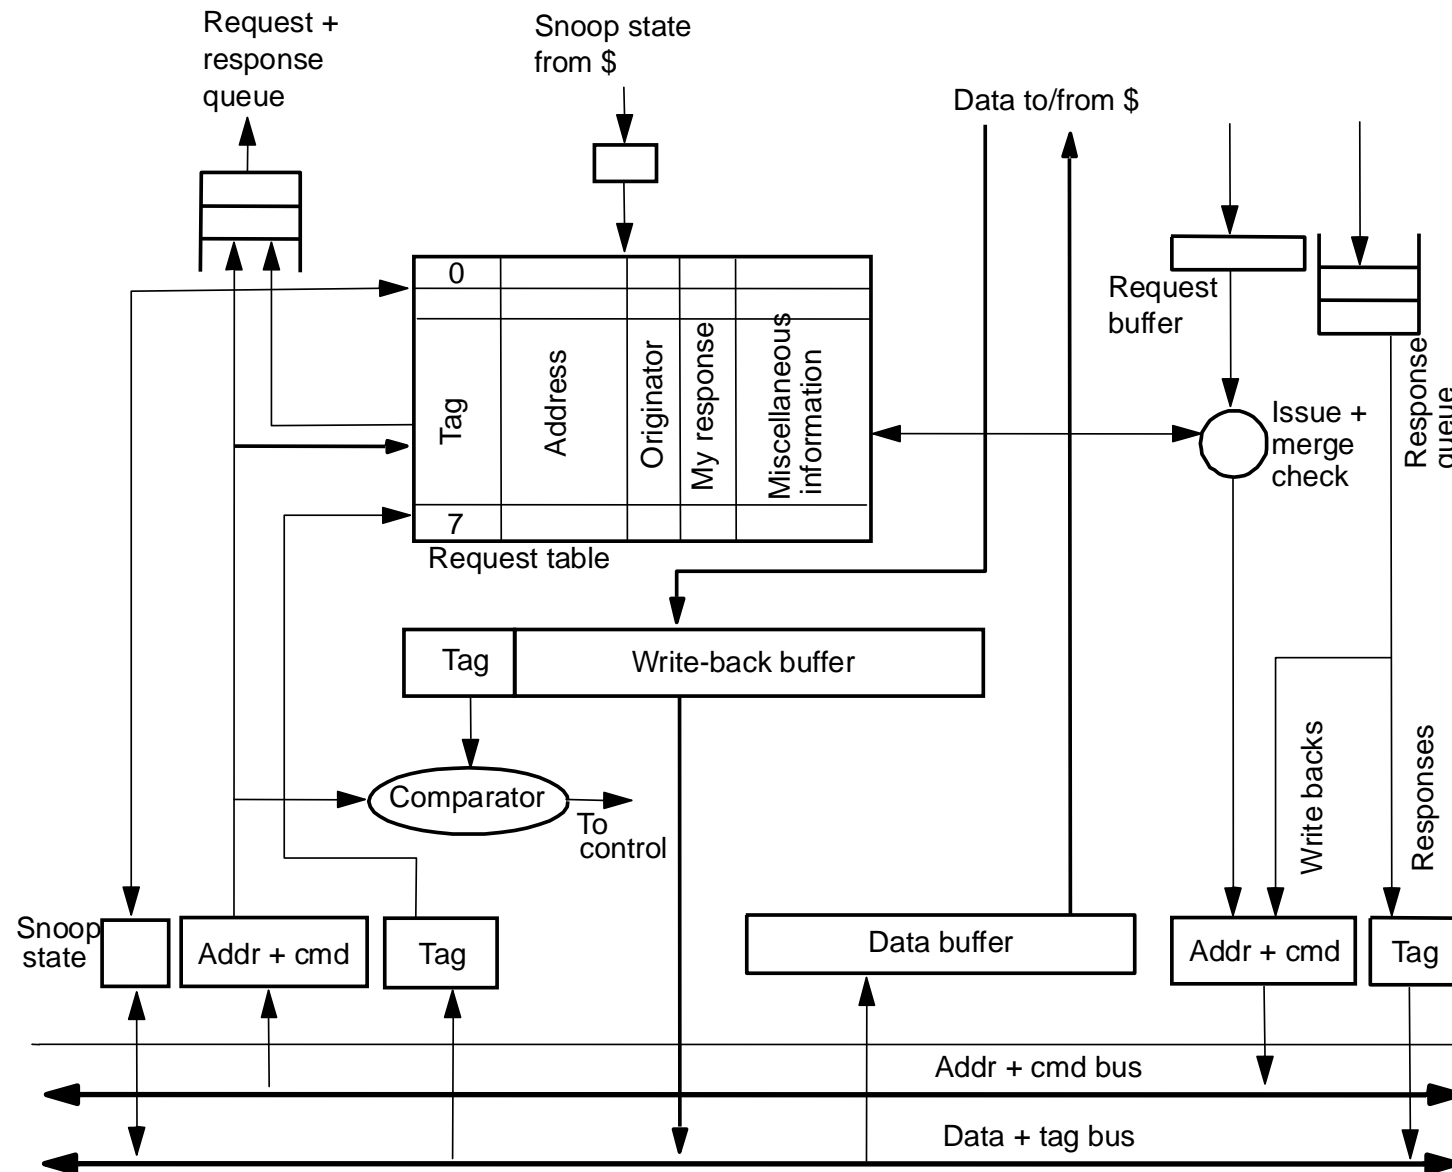 Request +
response
queue
Snoop state
from $
Data to/from $
0
Tag
Address
Originator
My response
Miscellaneous
information
7
Request table
Request
buffer
Response
queue
Issue +
merge
check
Tag
Write-back buffer
Comparator
To
control
Write backs
Responses
Snoop
state
Addr + cmd
Tag
Data buffer
Addr + cmd
Tag
Addr + cmd bus
Data + tag bus